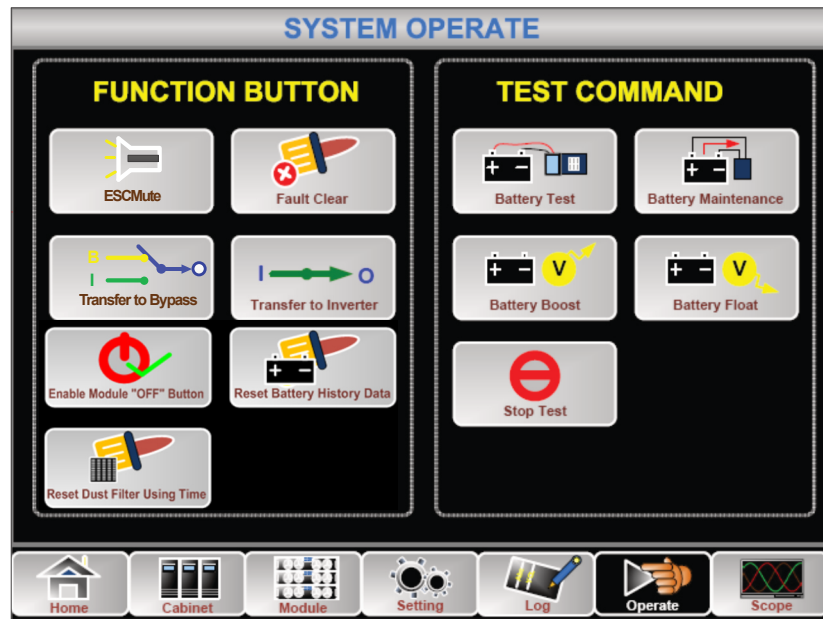 SYSTEM OPERATE
FUNCTION BUTTON
ESCMute
Fault Clear
B
I
Transfer to Bypass
I O
Transfer to Inverter
Enable Module "OFF" Button
+ −
Reset Battery History Data
Reset Dust Filter Using Time
TEST COMMAND
+ −
Battery Test
+ −
Battery Maintenance
+ − V
Battery Boost
+ − V
Battery Float
Stop Test
Home
Cabinet
Module
Setting
Log
Operate
Scope